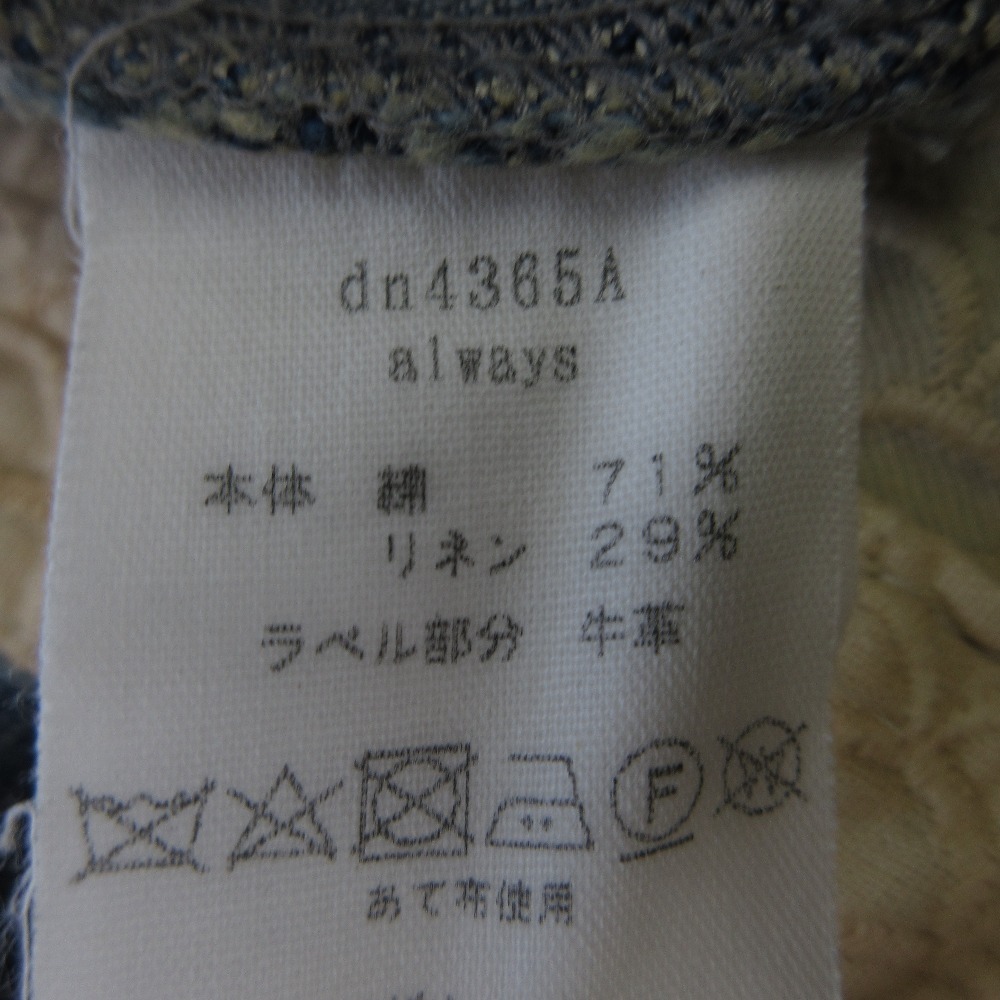 dn4365A
always
本体 綿 71%
リネン 29%
ラベル部分 牛革
F W
あて布使用